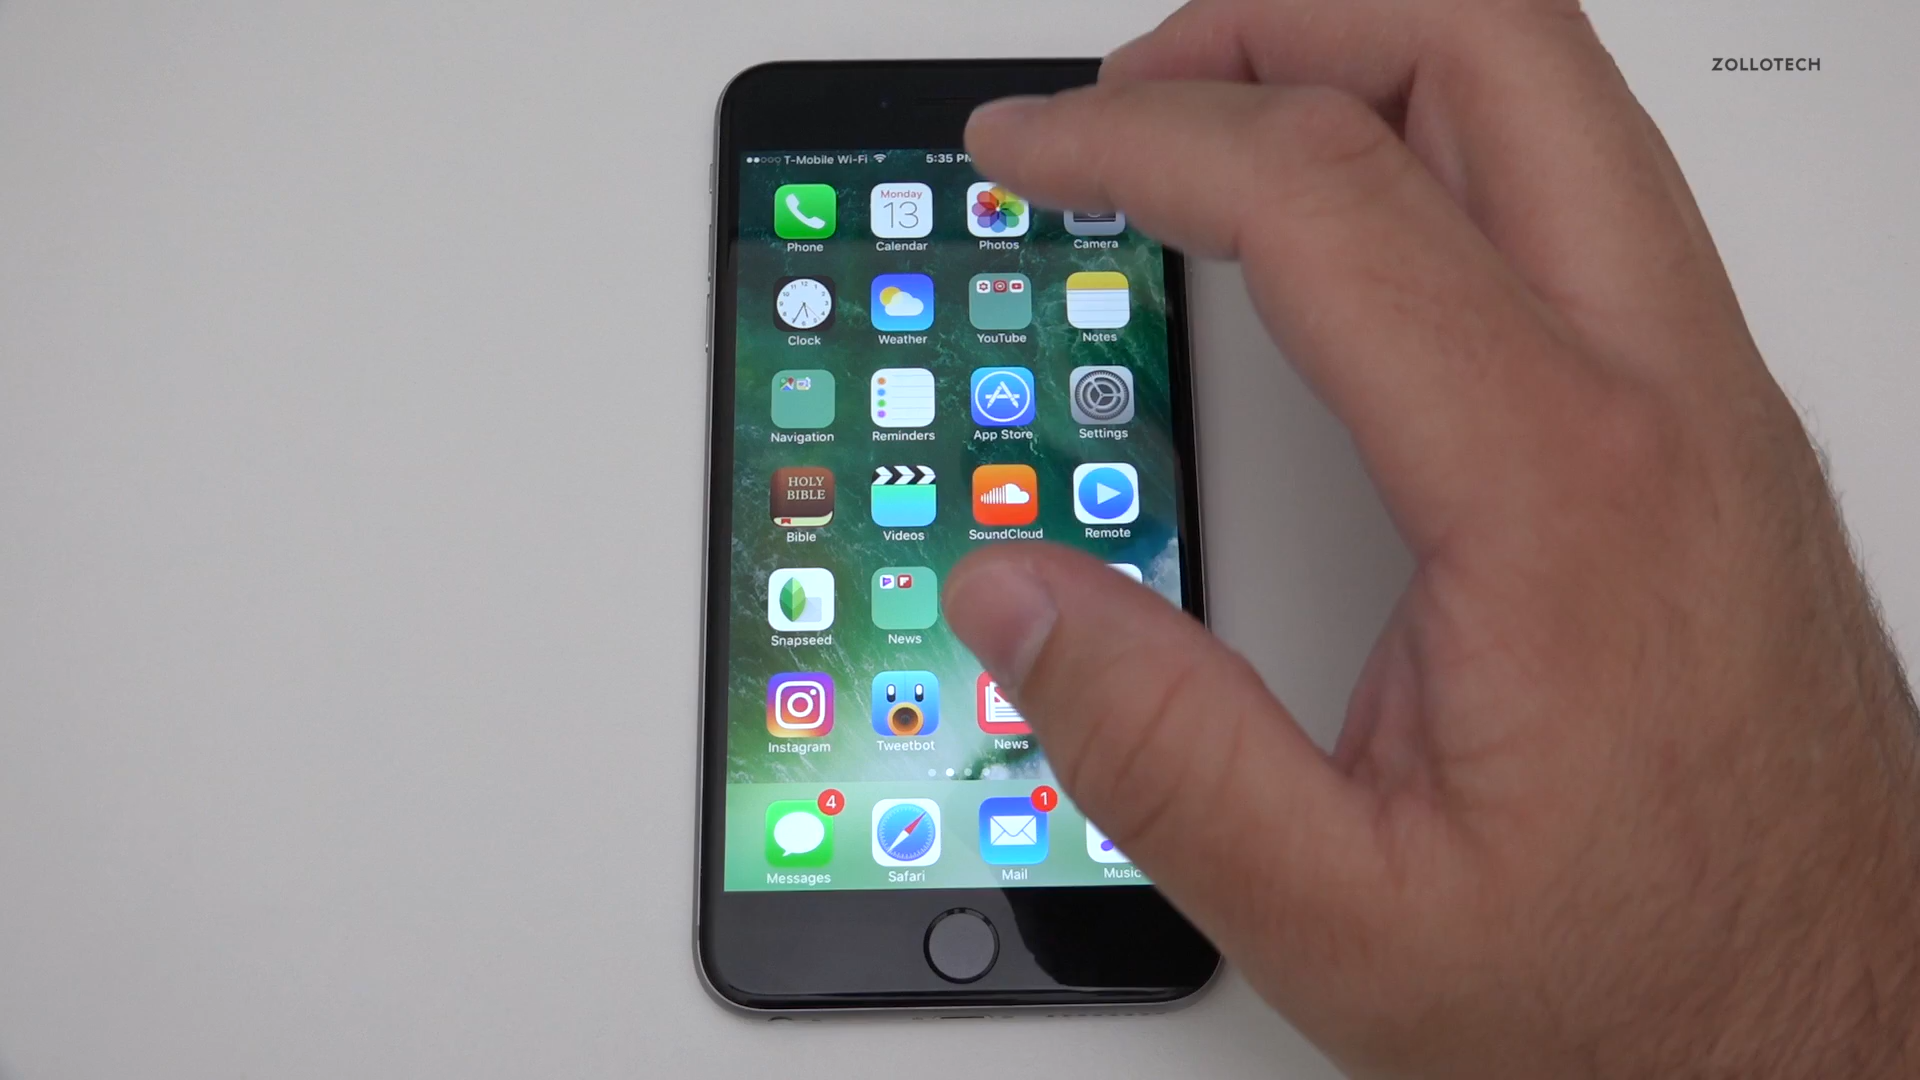 ZOLLOTECH
T-Mobile Wi-Fi 5:35 PM
Monday
13
Phone Calendar Photos Camera
Clock Weather YouTube Notes
Navigation Reminders App Store Settings
HOLY
BIBLE
Bible Videos SoundCloud Remote
Snapseed News
Instagram Tweetbot News
4 1
Messages Safari Mail Music